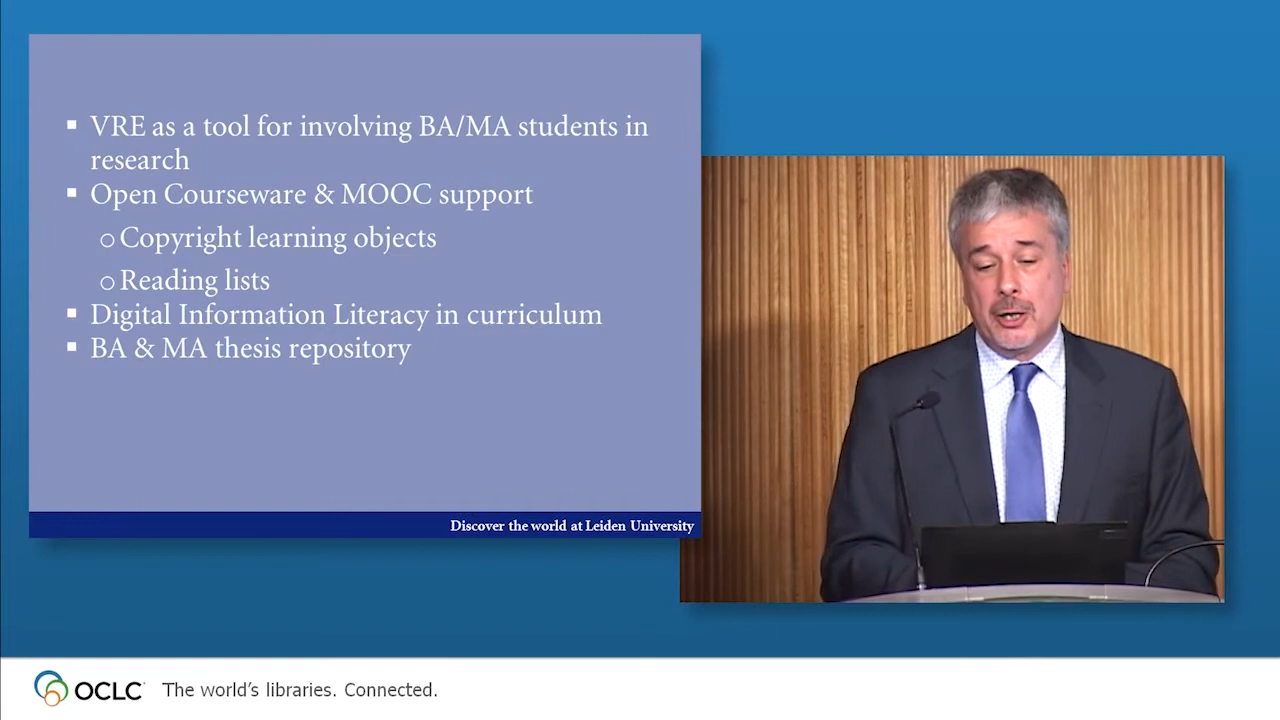 ▪ VRE as a tool for involving BA/MA students in
research
▪ Open Courseware & MOOC support
○ Copyright learning objects
○ Reading lists
▪ Digital Information Literacy in curriculum
▪ BA & MA thesis repository
Discover the world at Leiden University
OCLC The world's libraries. Connected.